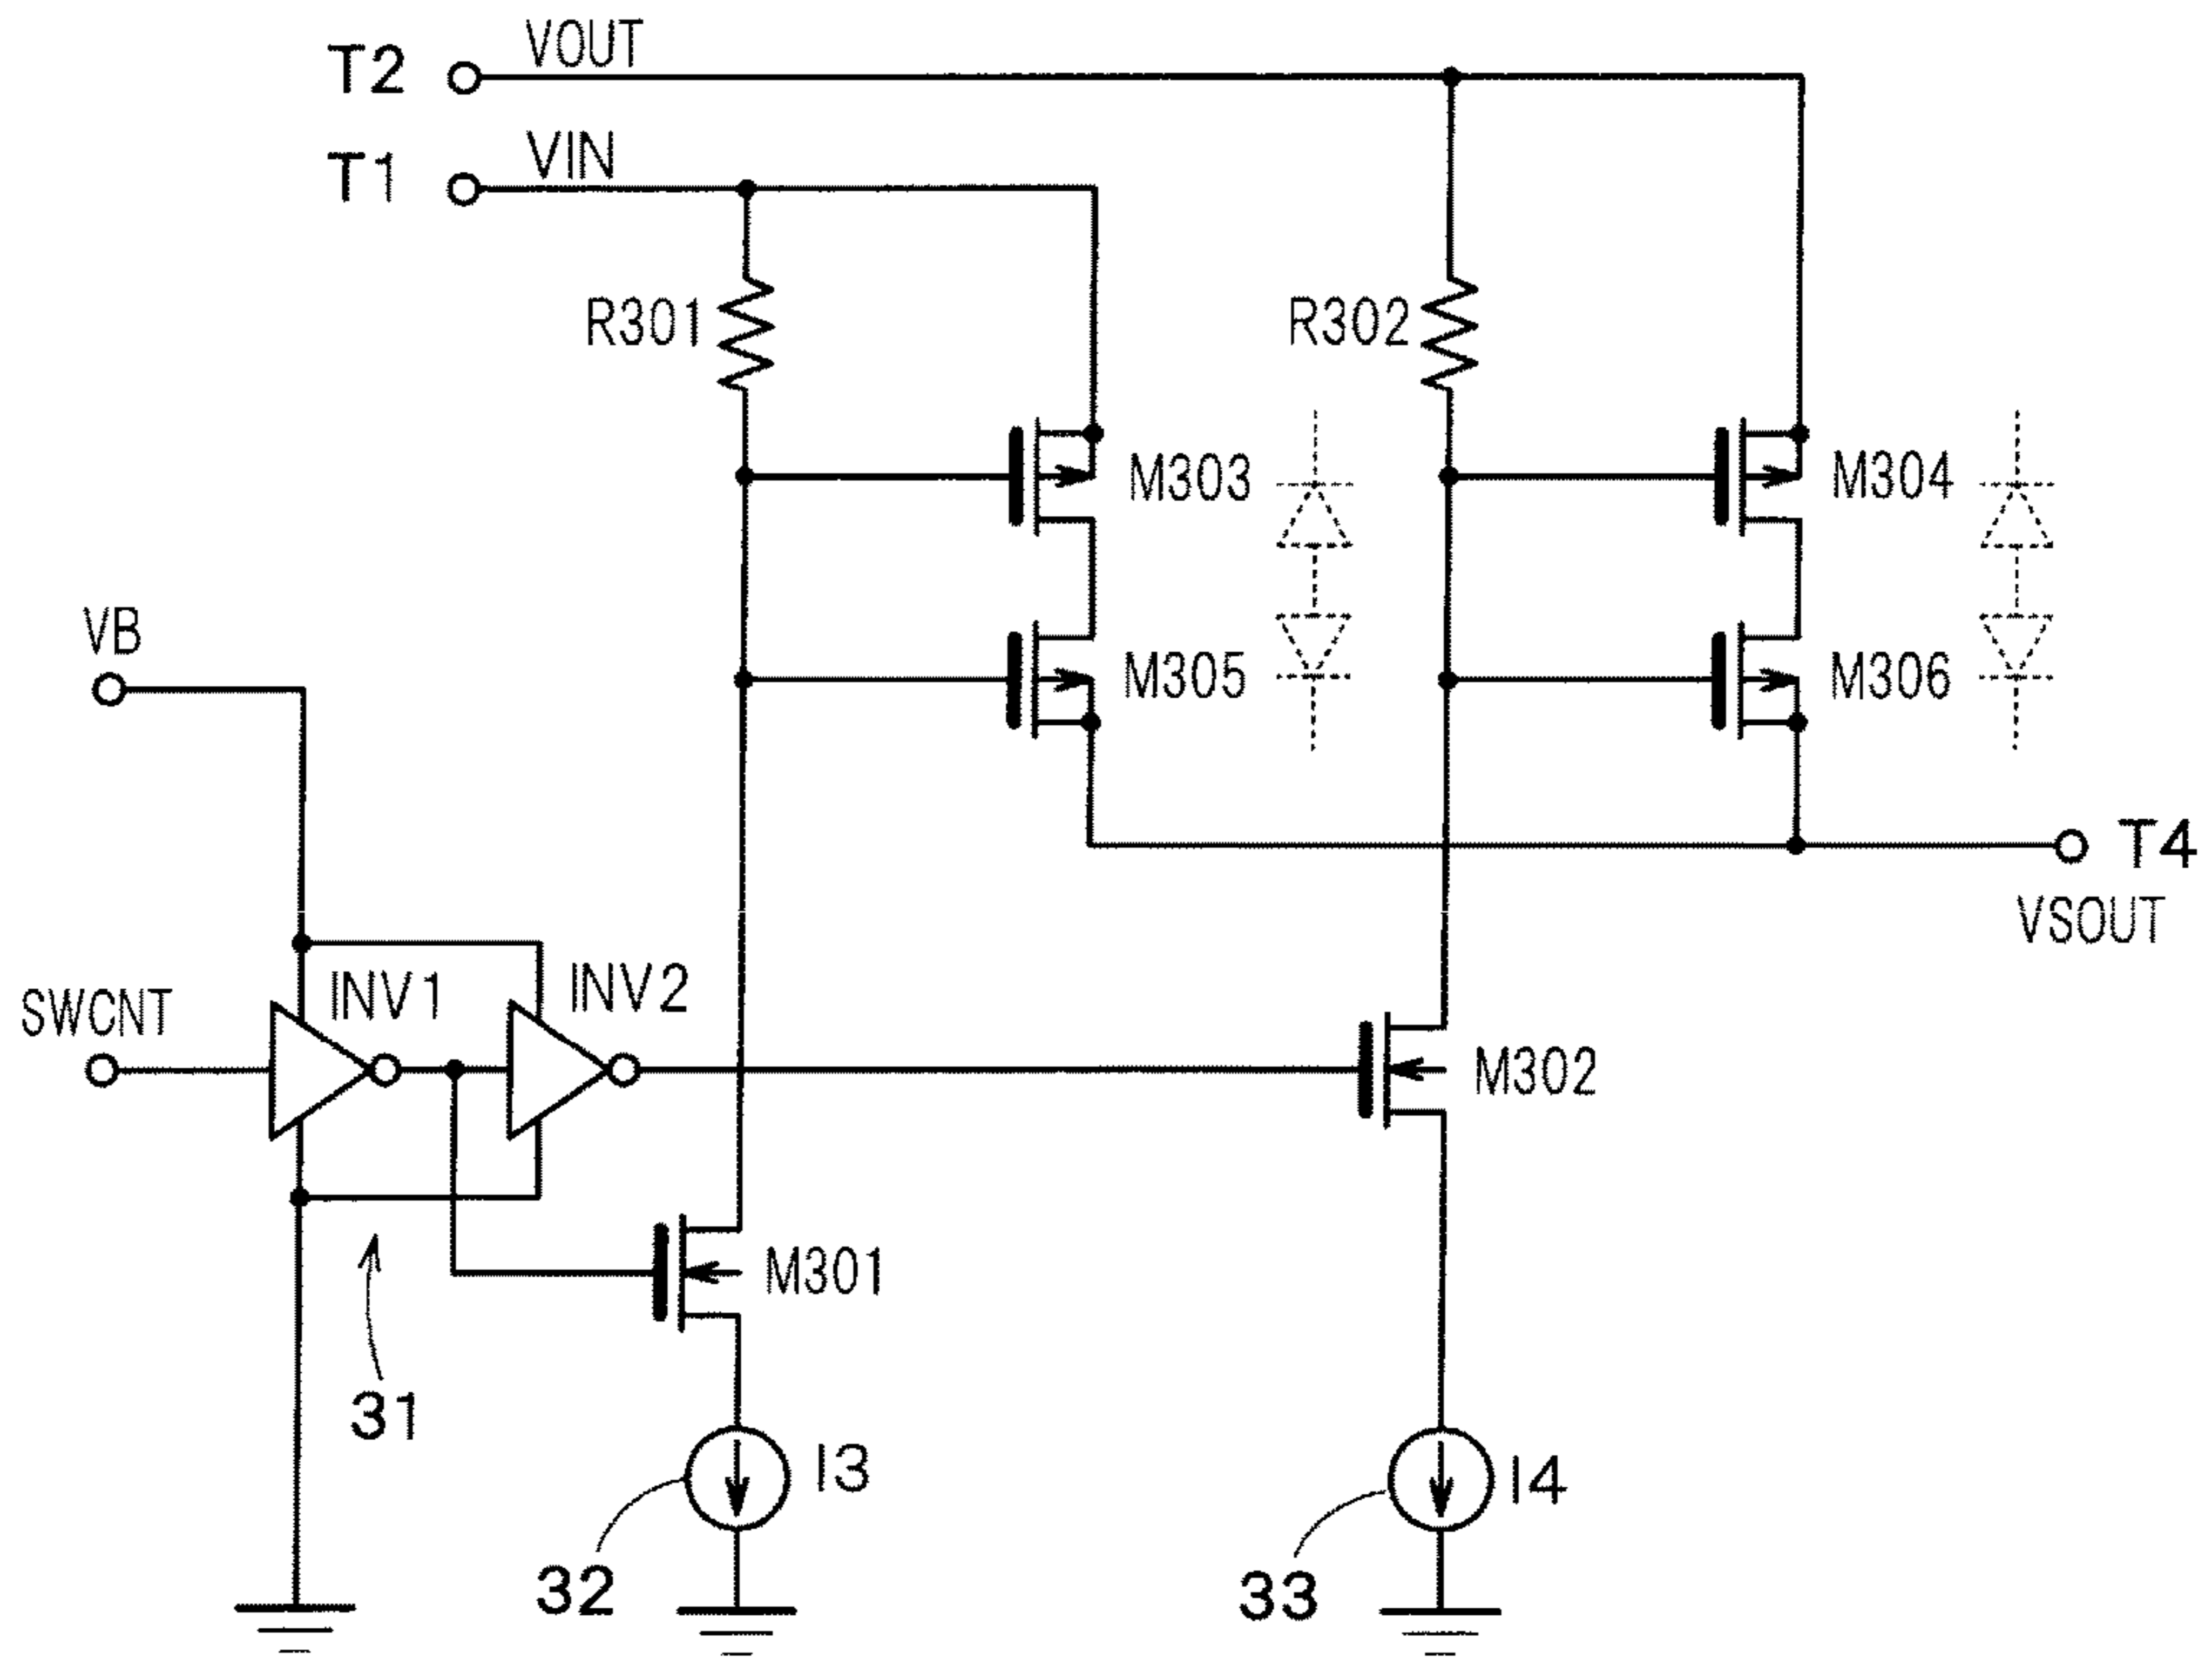 T2 VOUT
T1 VIN
R301 R302
M303 M304
VB M305 M306
T4
VSOUT
SWCNT INV1 INV2
M302
M301
31
I3 I4
32 33